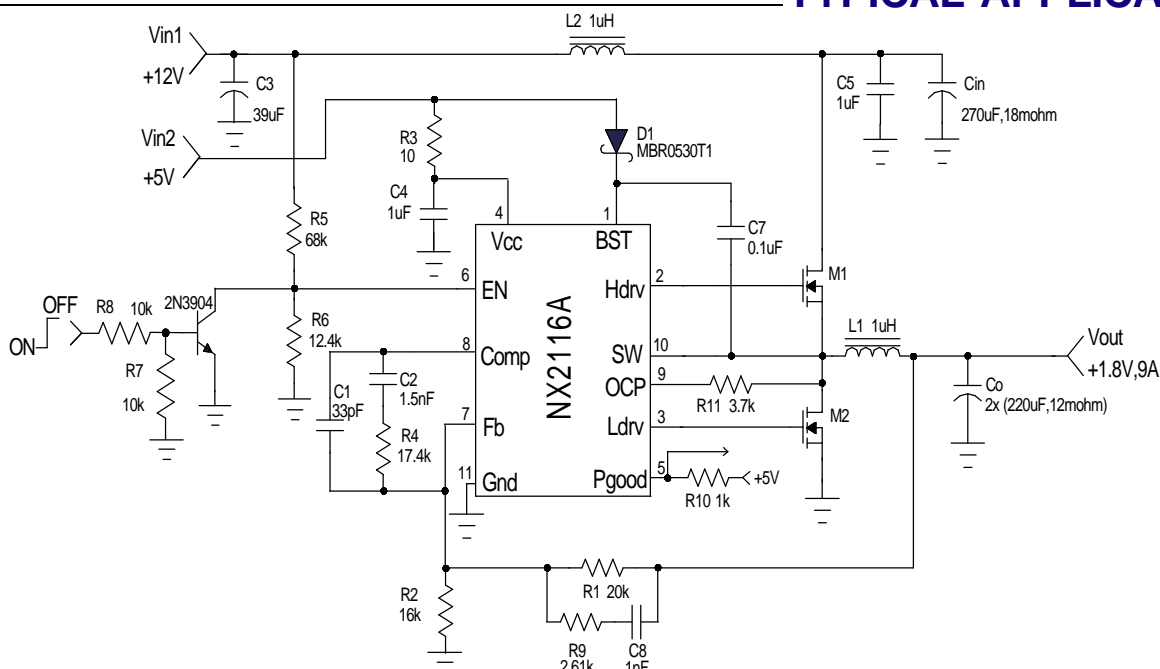 L2 1uH
Vin1
+12V
C3
39uF
C5
1uF
Cin
270uF,18mohm
Vin2
+5V
R3
10
D1
MBR0530T1
C4
1uF
4
1
Vcc
BST
C7
0.1uF
R5
68k
6
EN
2
Hdrv
M1
OFF
ON
R8
10k
2N3904
R6
12.4k
R7
10k
NX2116A
8
Comp
10
SW
9
OCP
R11 3.7k
L1 1uH
Vout
+1.8V,9A
Co
2x (220uF,12mohm)
C1
33pF
C2
1.5nF
R4
17.4k
7
Fb
3
Ldrv
M2
11
Gnd
5
Pgood
R10 1k
+5V
R2
16k
R1 20k
R9
2.61k
C8
1nF